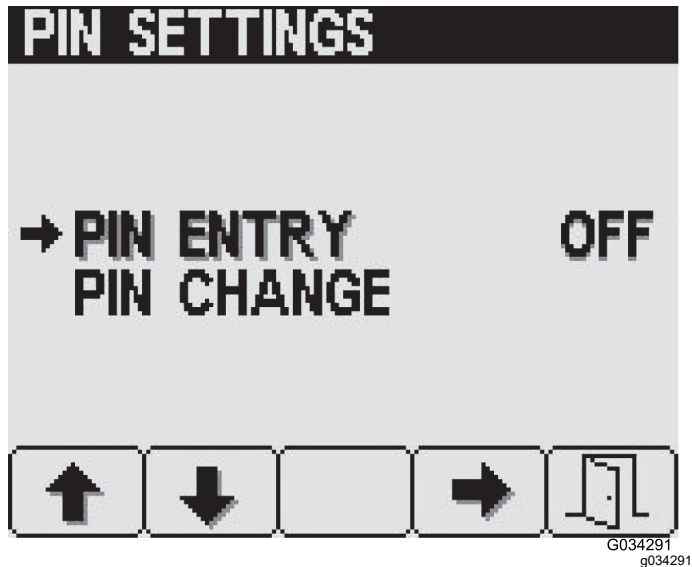 PIN SETTINGS
PIN ENTRY OFF
PIN CHANGE
G034291
g034291